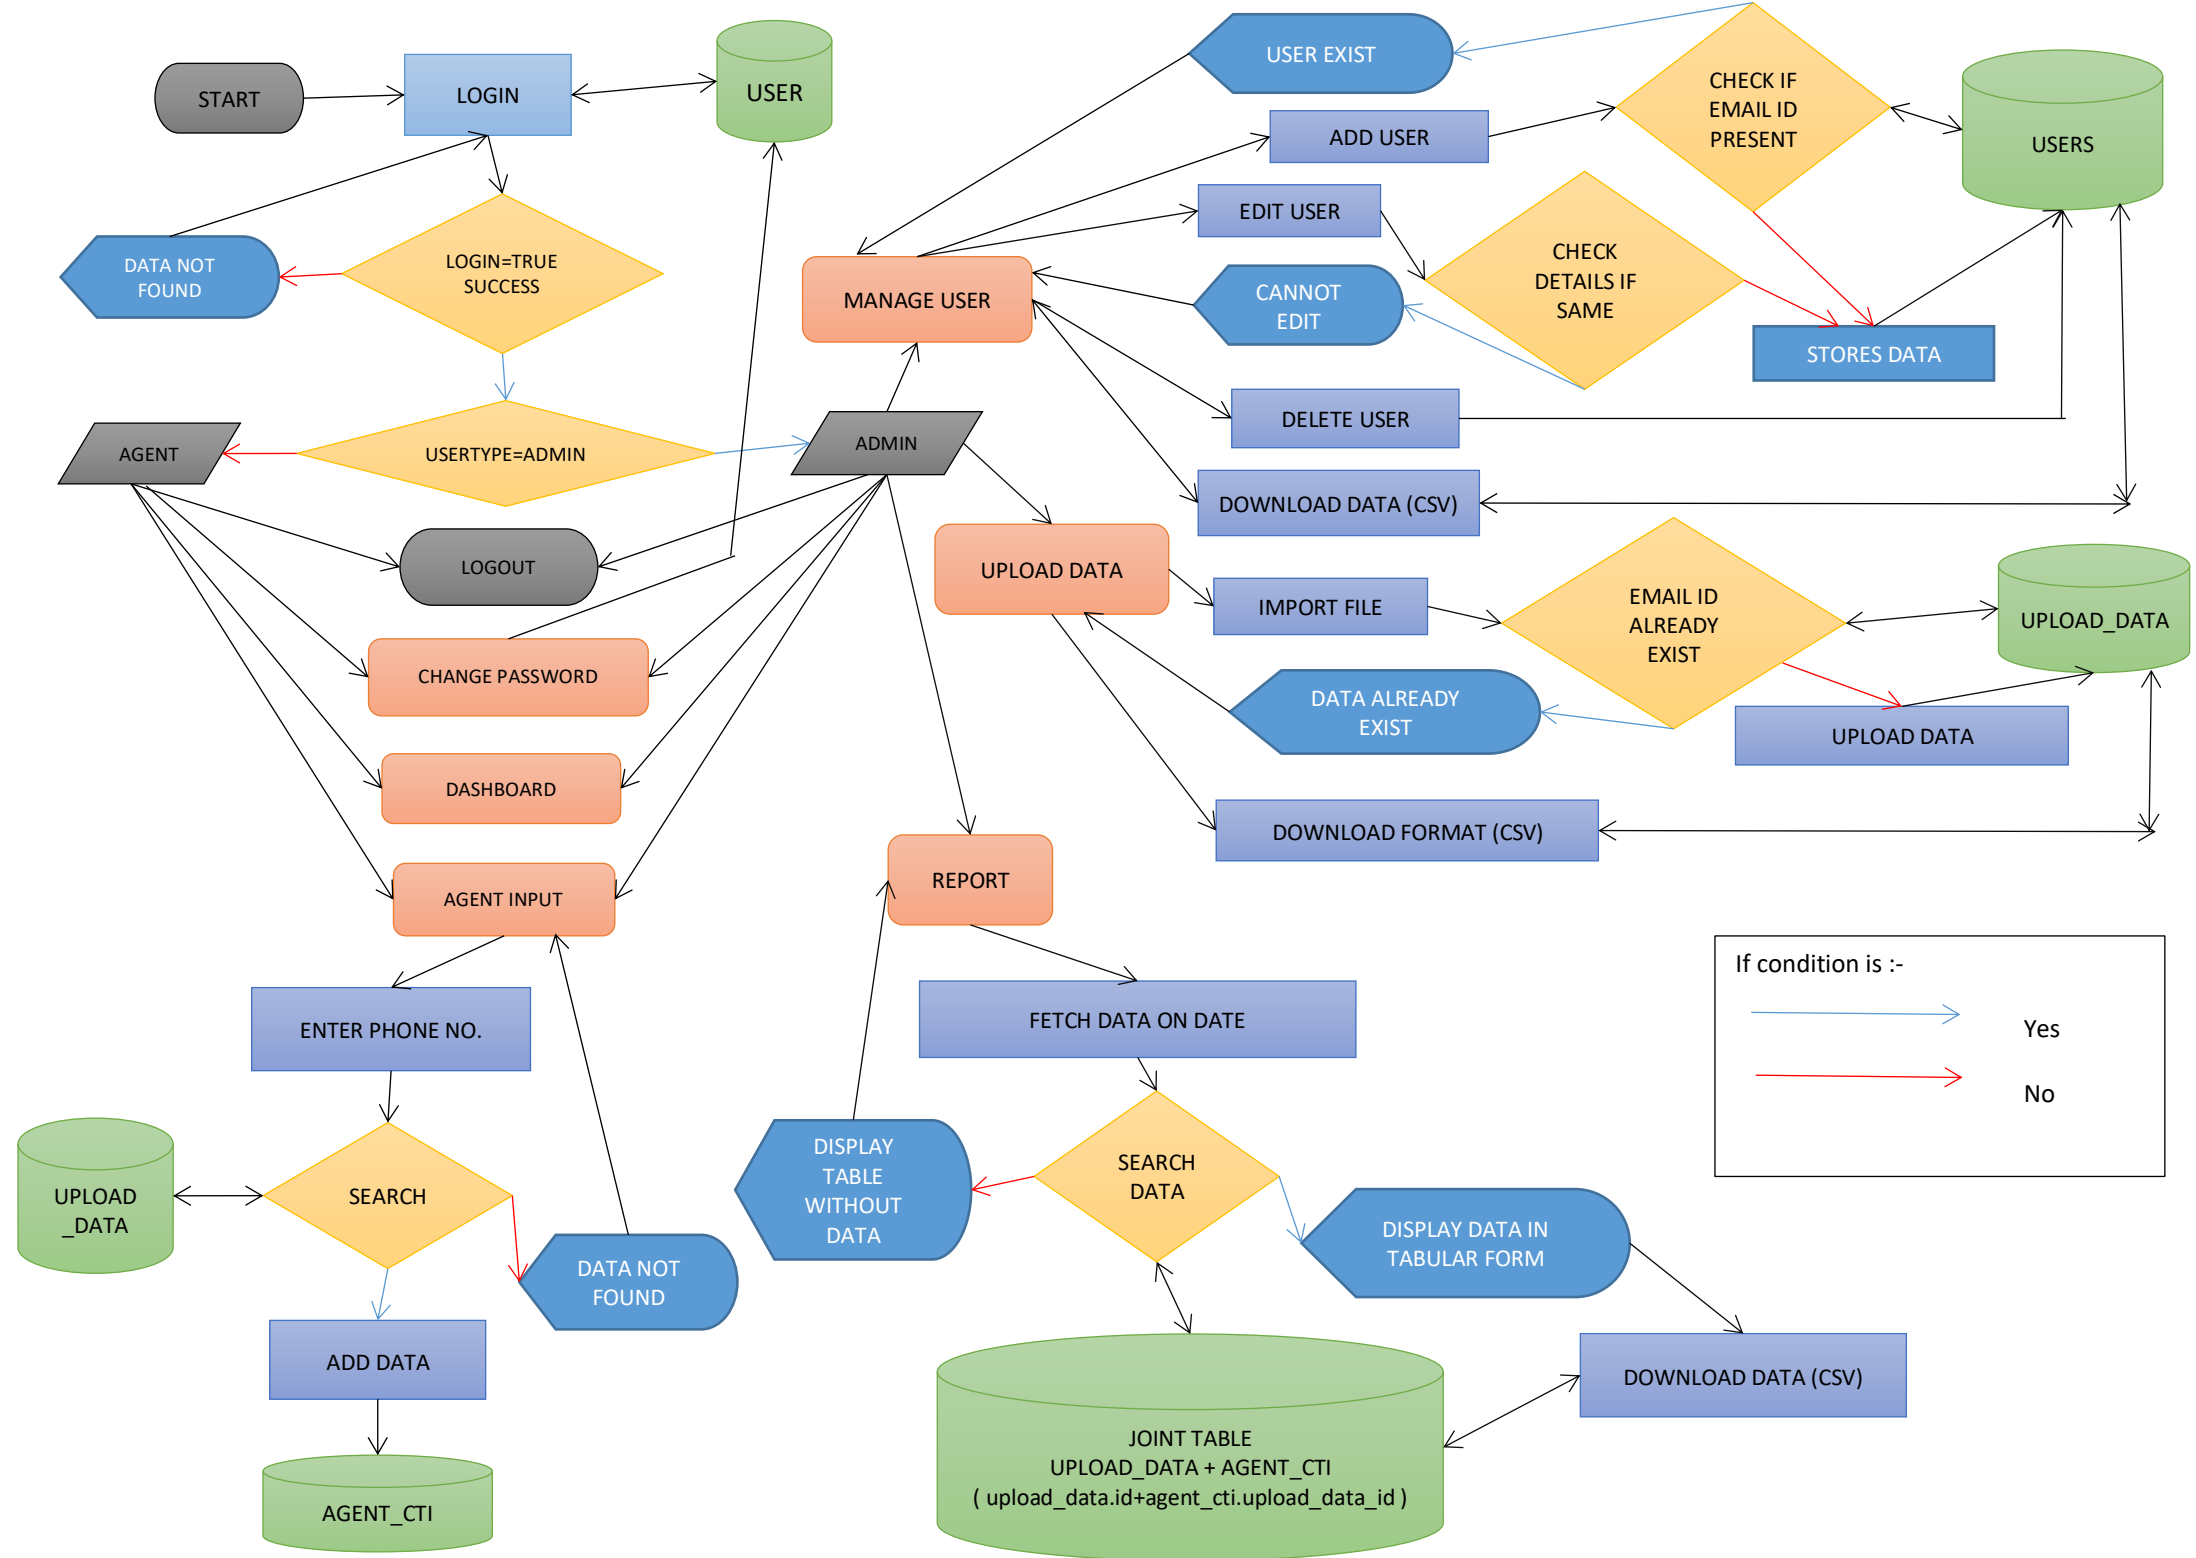 START
LOGIN
USER
USER EXIST
CHECK IF
EMAIL ID
PRESENT
USERS
ADD USER
EDIT USER
DATA NOT
FOUND
LOGIN=TRUE
SUCCESS
MANAGE USER
CANNOT
EDIT
CHECK
DETAILS IF
SAME
STORES DATA
DELETE USER
AGENT
USERTYPE=ADMIN
ADMIN
DOWNLOAD DATA (CSV)
LOGOUT
UPLOAD DATA
IMPORT FILE
EMAIL ID
ALREADY
EXIST
UPLOAD_DATA
CHANGE PASSWORD
DATA ALREADY
EXIST
UPLOAD DATA
DASHBOARD
DOWNLOAD FORMAT (CSV)
AGENT INPUT
REPORT
If condition is :-
Yes
No
ENTER PHONE NO.
FETCH DATA ON DATE
UPLOAD
_DATA
SEARCH
DATA NOT
FOUND
DISPLAY
TABLE
WITHOUT
DATA
SEARCH
DATA
DISPLAY DATA IN
TABULAR FORM
ADD DATA
DOWNLOAD DATA (CSV)
AGENT_CTI
JOINT TABLE
UPLOAD_DATA + AGENT_CTI
( upload_data.id+agent_cti.upload_data_id )